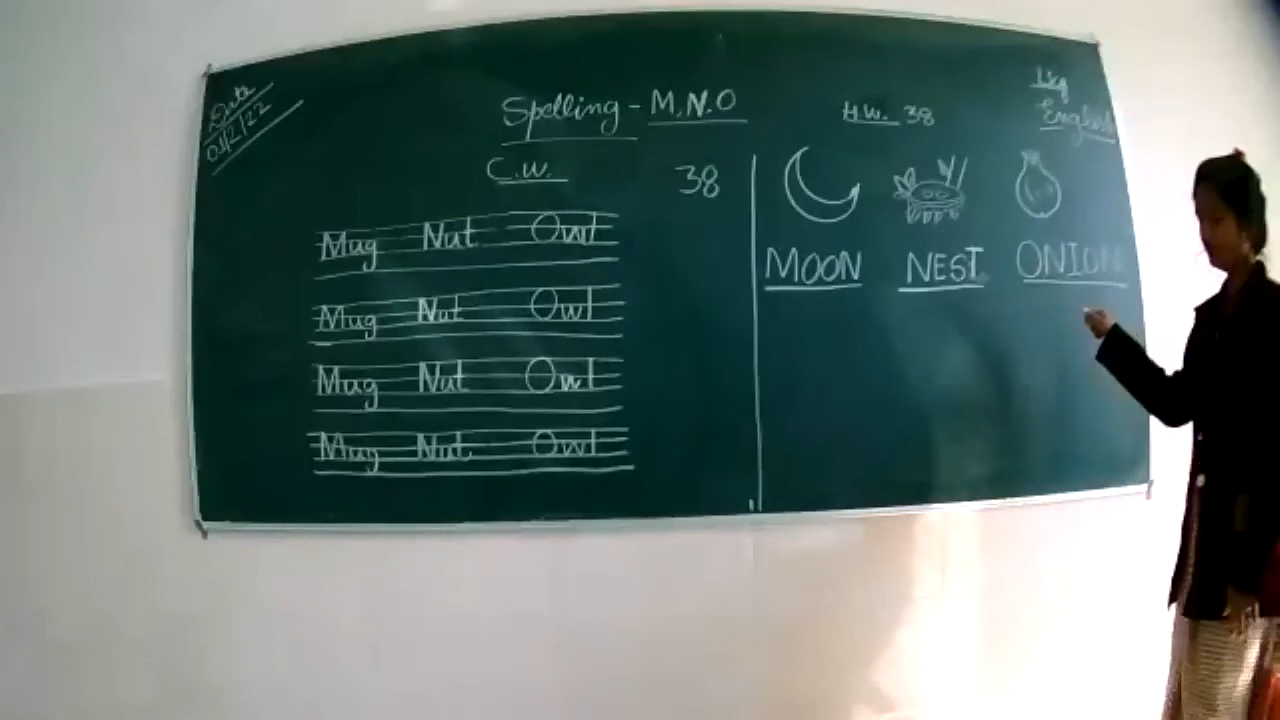 Date
01/2/22
Spelling - M.N.O
C.W. 38
Mug Nut Owl
Mug Nut Owl
Mug Nut Owl
Mug Nut Owl
H.W. 38
Lkg
English
MOON NEST ONION